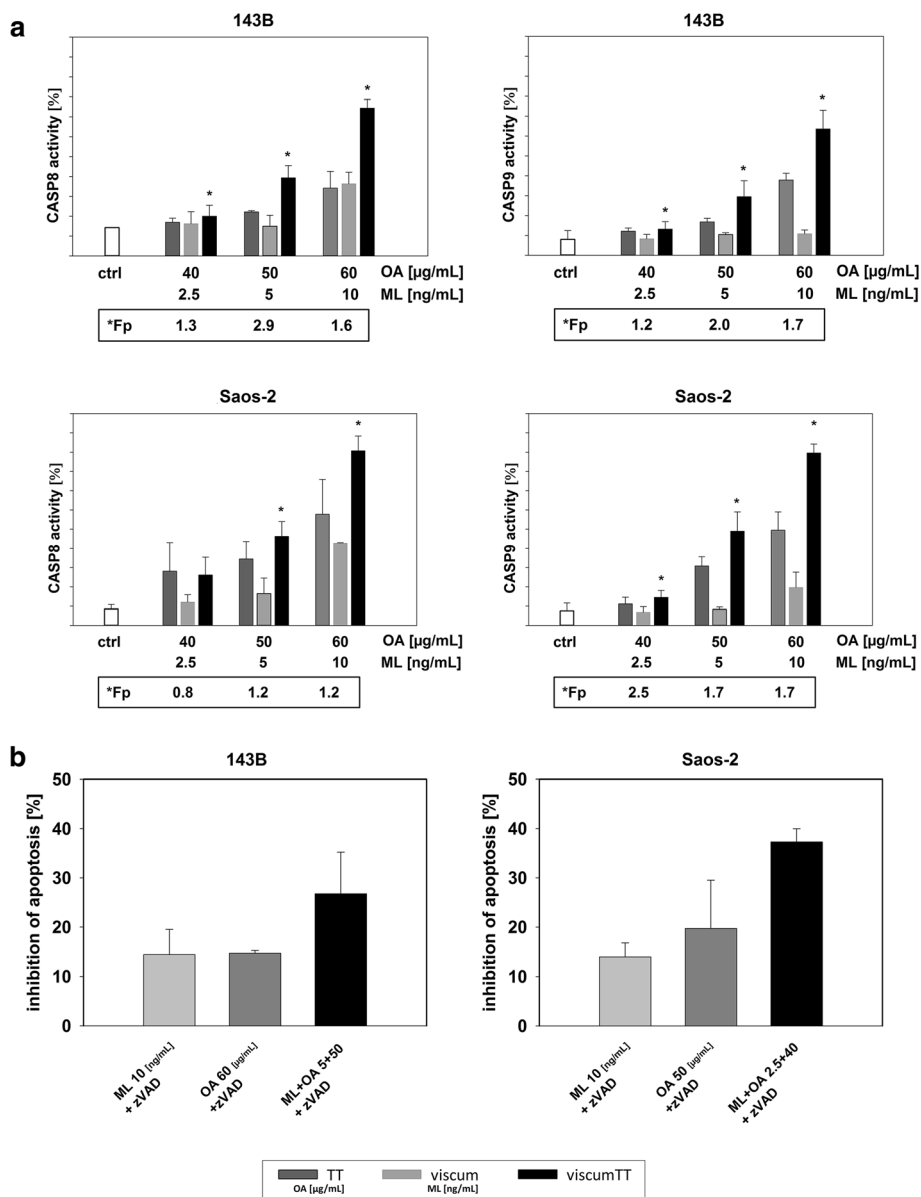 a
143B
CASP8 activity [%]
*
*
*
ctrl 40 50 60 OA [µg/mL]
2.5 5 10 ML [ng/mL]
*Fp 1.3 2.9 1.6
143B
CASP9 activity [%]
*
*
*
ctrl 40 50 60 OA [µg/mL]
2.5 5 10 ML [ng/mL]
*Fp 1.2 2.0 1.7
Saos-2
CASP8 activity [%]
*
*
ctrl 40 50 60 OA [µg/mL]
2.5 5 10 ML [ng/mL]
*Fp 0.8 1.2 1.2
Saos-2
CASP9 activity [%]
*
*
*
ctrl 40 50 60 OA [µg/mL]
2.5 5 10 ML [ng/mL]
*Fp 2.5 1.7 1.7
b
143B
inhibition of apoptosis [%]
50
40
30
20
10
0
ML 10 [ng/mL]
+ zVAD
OA 60 [µg/mL]
+zVAD
ML+OA 5+50
+ zVAD
Saos-2
inhibition of apoptosis [%]
50
40
30
20
10
0
ML 10 [ng/mL]
+ zVAD
OA 50 [µg/mL]
+zVAD
ML+OA 2.5+40
+ zVAD
TT viscum viscumTT
OA [µg/mL] ML [ng/mL]